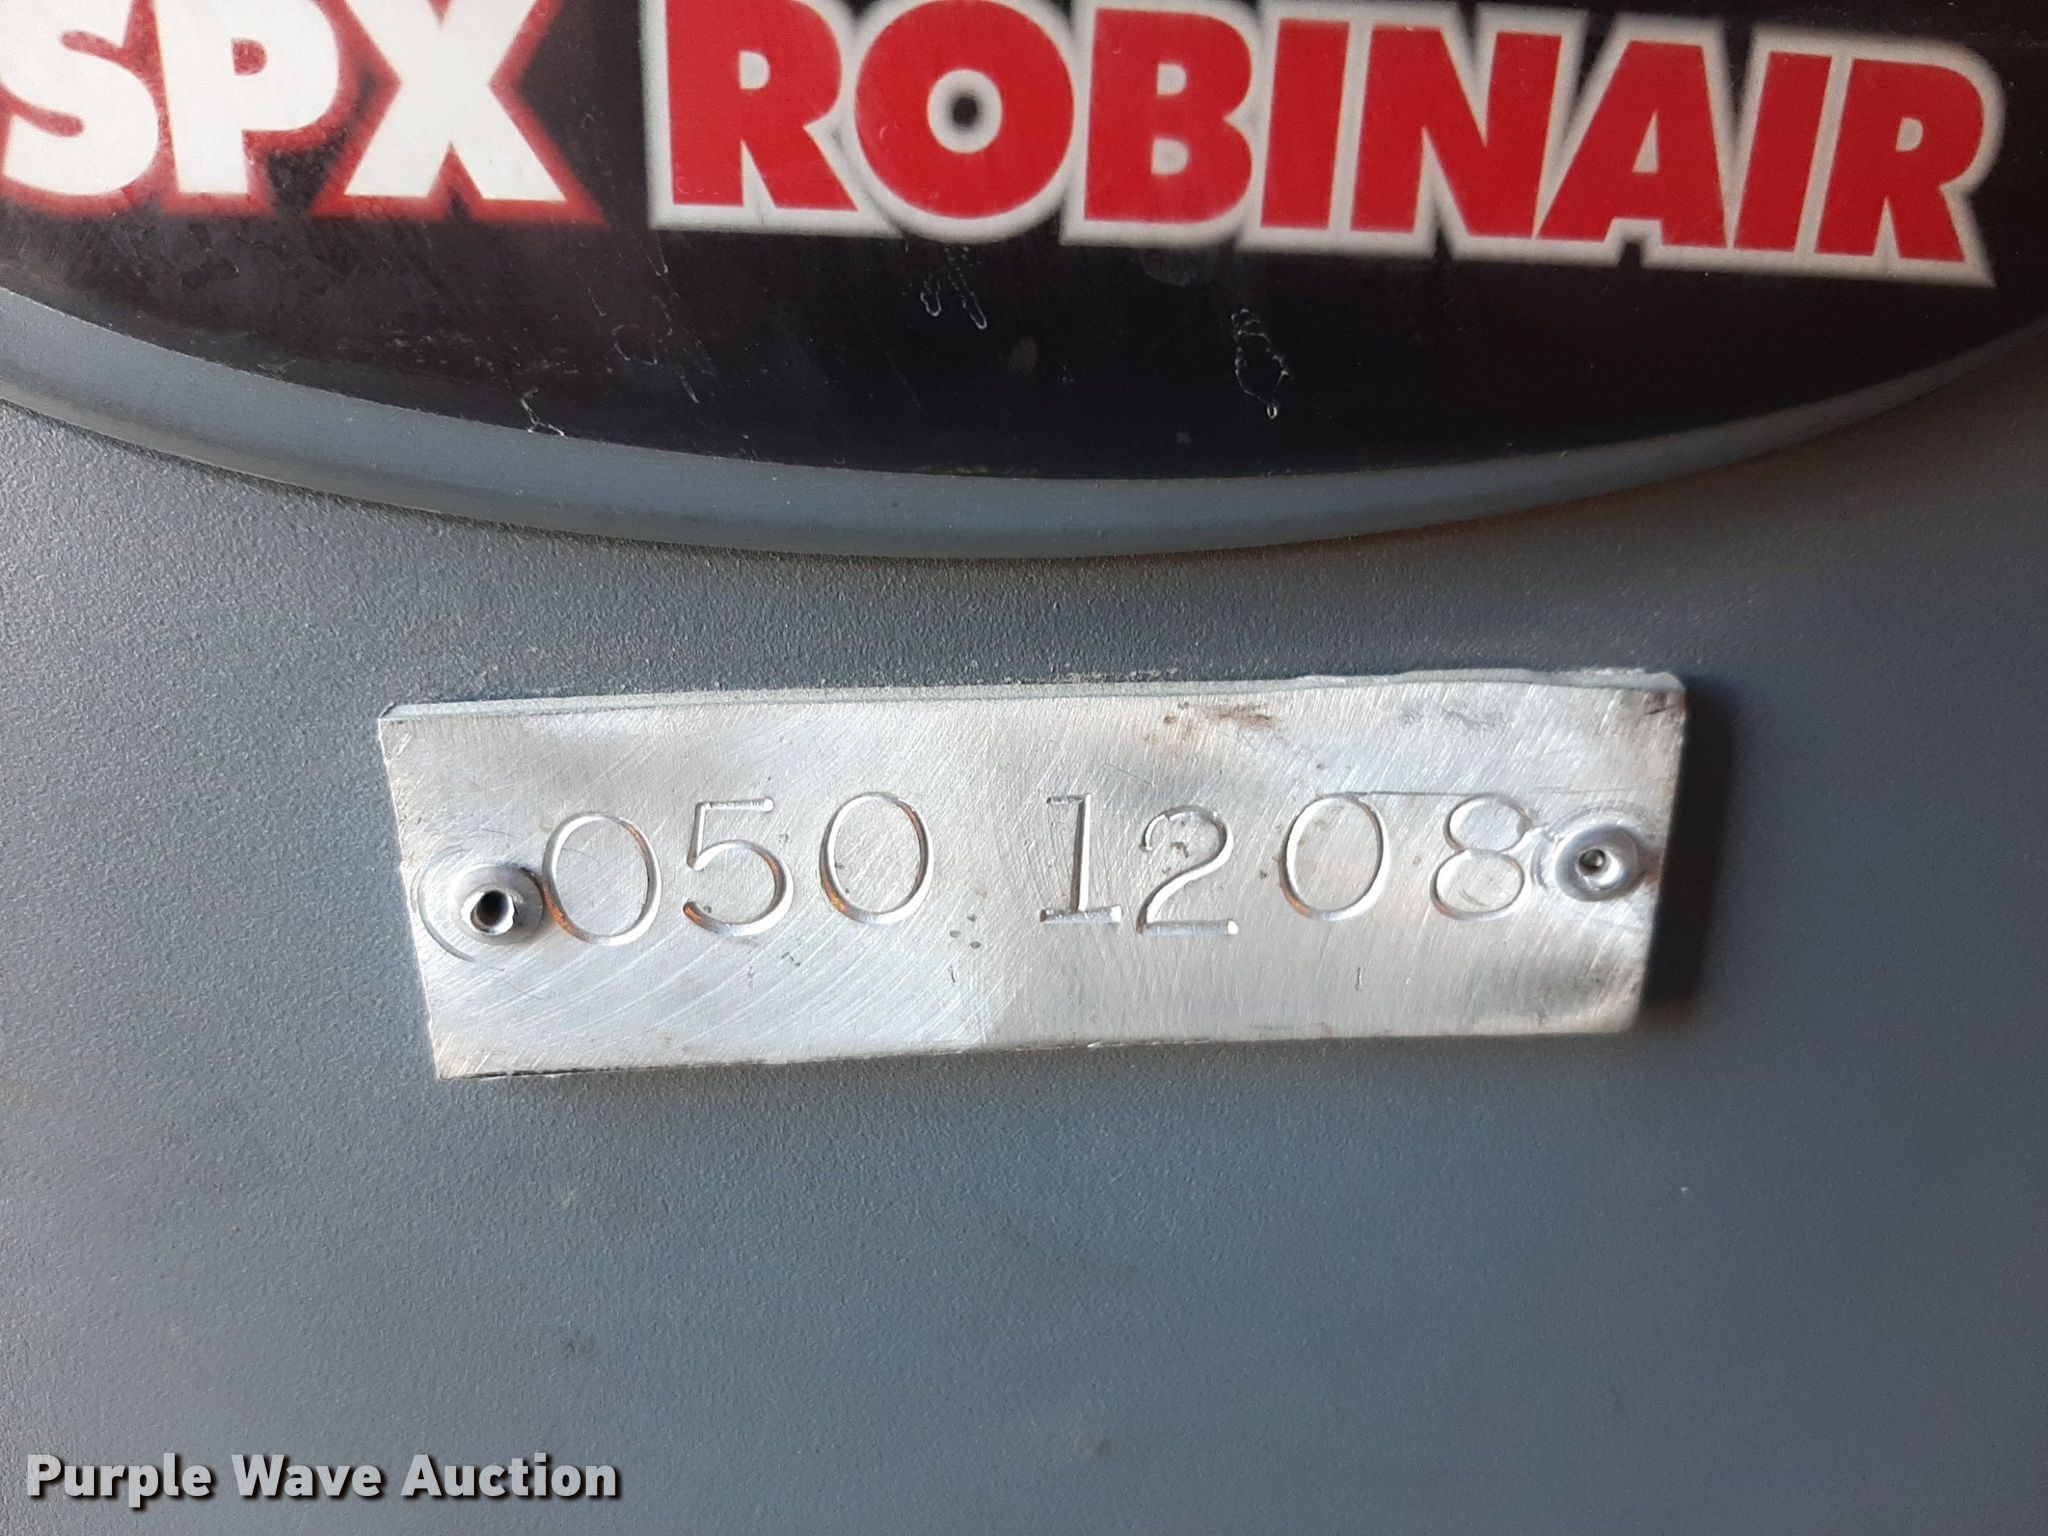 SPX ROBINAIR
050 1208
Purple Wave Auction